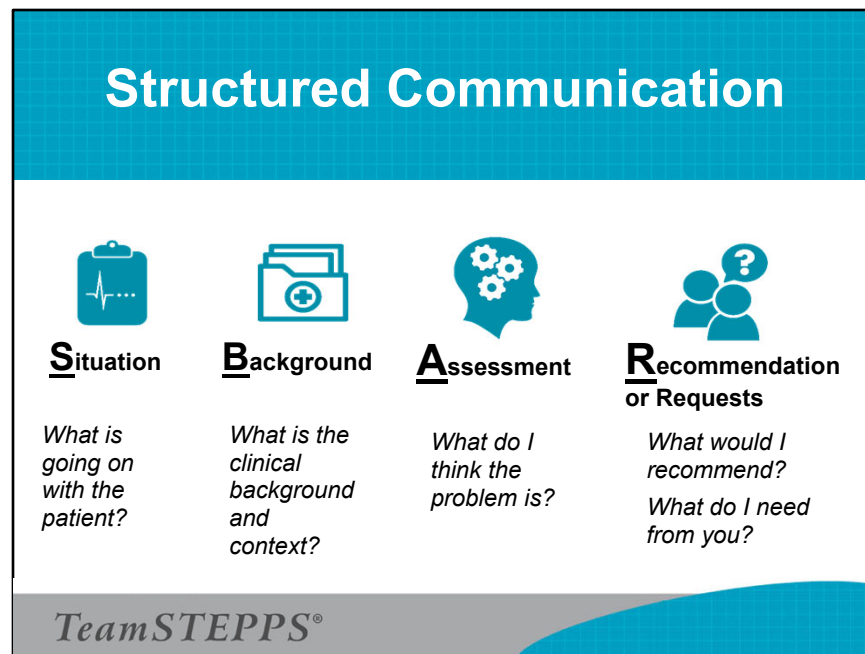 Structured Communication
?
Situation
What is
going on
with the
patient?
Background
What is the
clinical
background
and
context?
Assessment
What do I
think the
problem is?
Recommendation
or Requests
What would I
recommend?
What do I need
from you?
TeamSTEPPS®